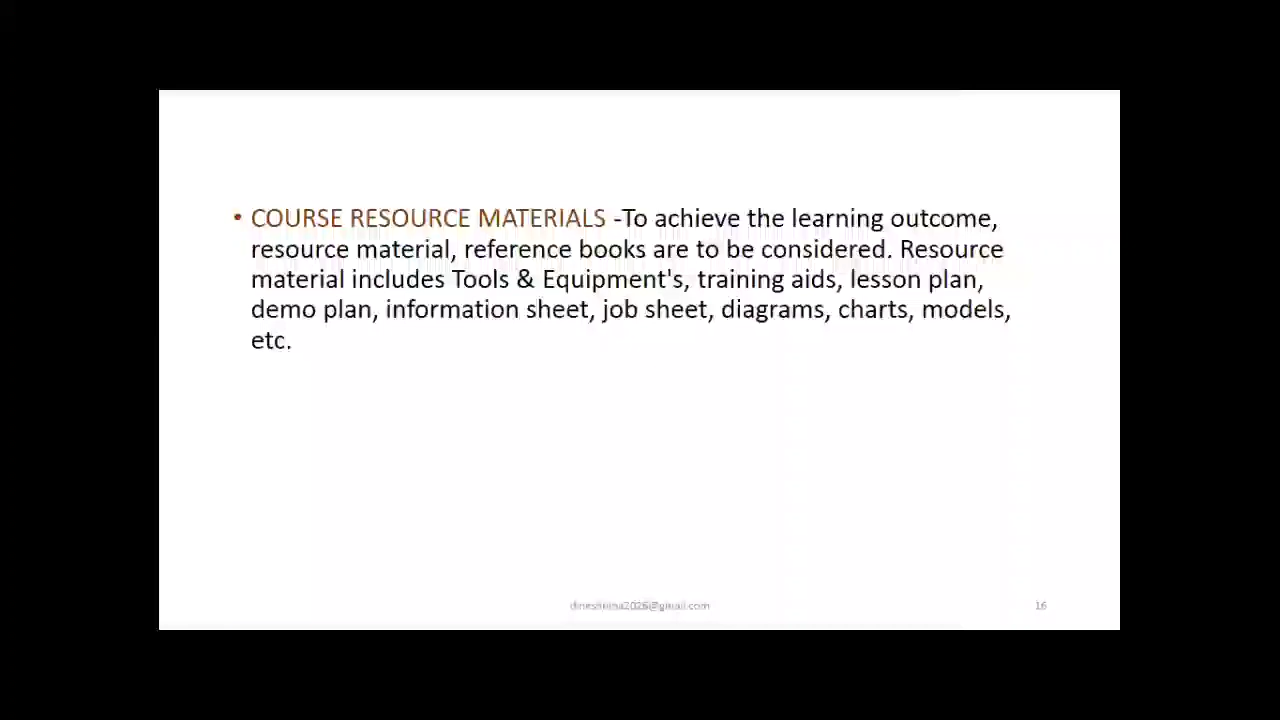 • COURSE RESOURCE MATERIALS -To achieve the learning outcome,
resource material, reference books are to be considered. Resource
material includes Tools & Equipment's, training aids, lesson plan,
demo plan, information sheet, job sheet, diagrams, charts, models,
etc.
16